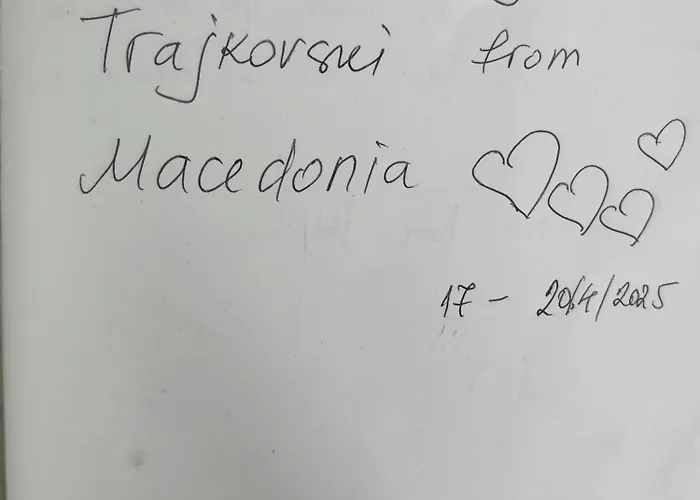 Trajkovski from
Macedonia
17 - 20/4/2025